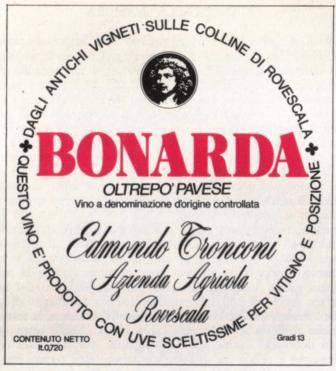 DAGLI ANTICHI VIGNETI SULLE COLLINE DI ROVESCALA
BONARDA
OLTREPO' PAVESE
Vino a denominazione d'origine controllata
Edmondo Tronconi
Azienda Agricola
Rovescala
QUESTO VINO E' PRODOTTO CON UVE SCELTISSIME PER VITIGNO E POSIZIONE
CONTENUTO NETTO
lt.0,720
Gradi 13